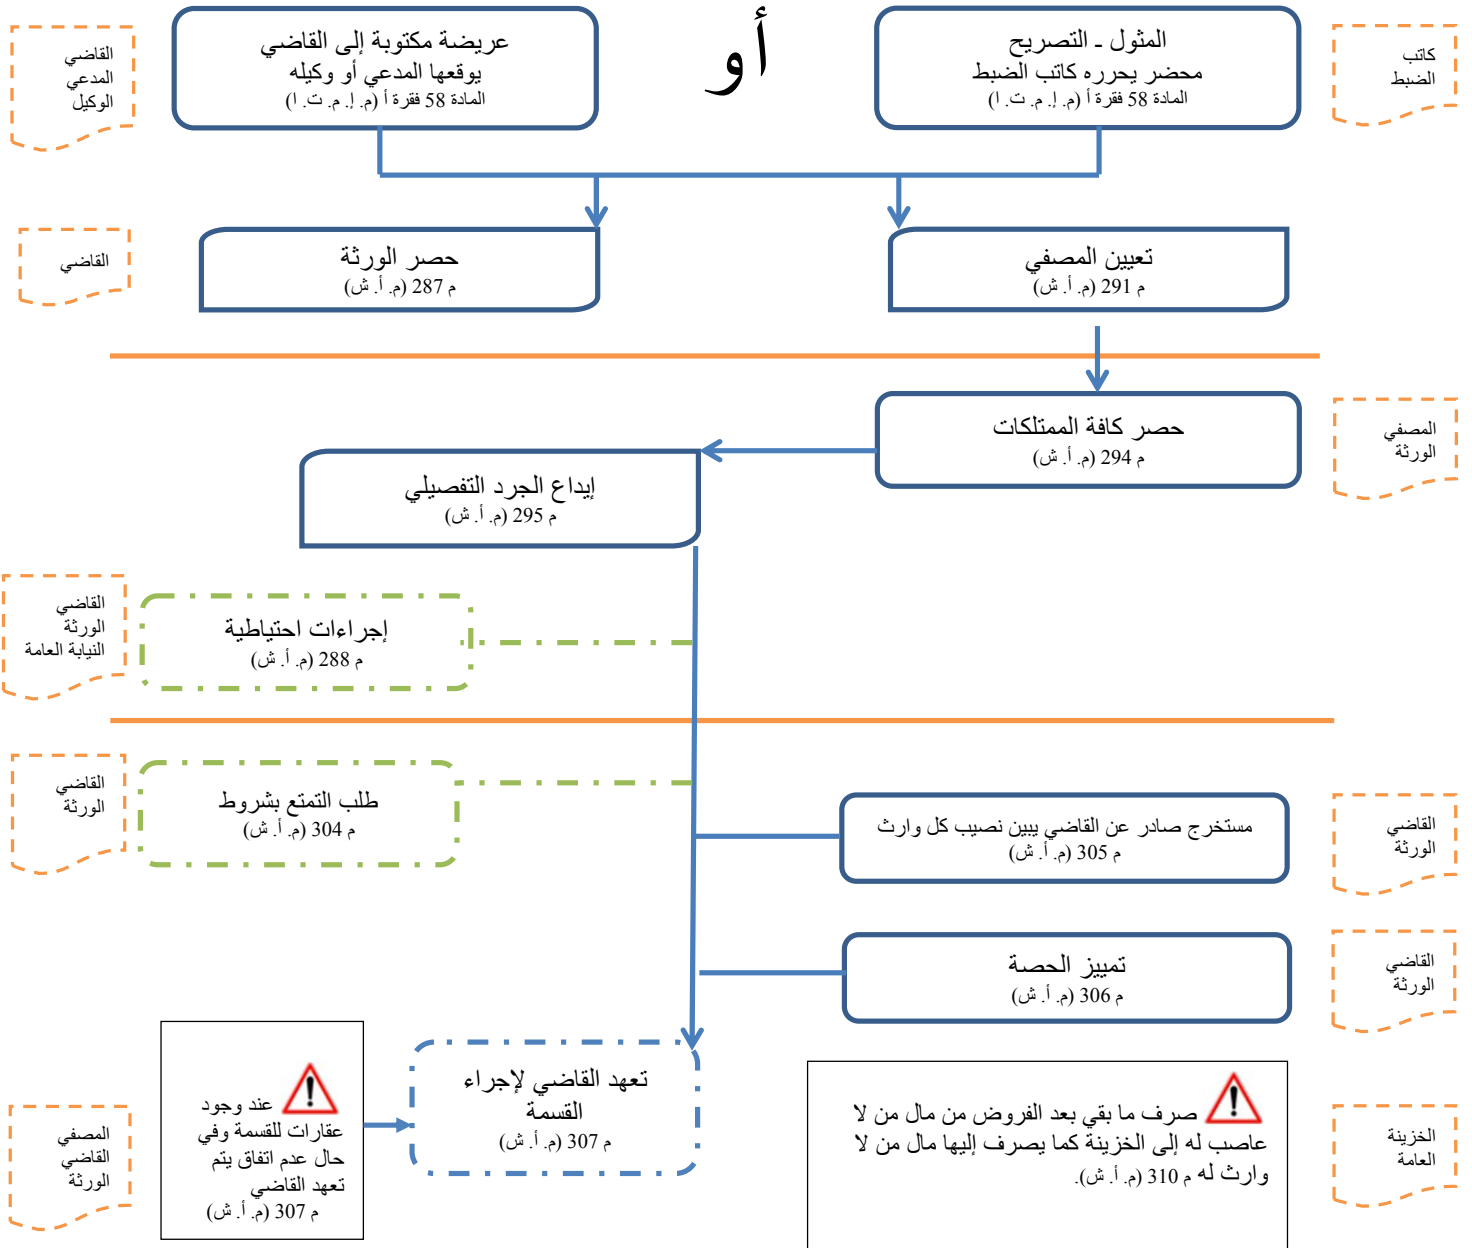 كاتب
الضبط
المثول ـ التصريح
محضر يحرره كاتب الضبط
المادة 58 فقرة أ (م. إ. م. ت. ا)
أو
عريضة مكتوبة إلى القاضي
يوقعها المدعي أو وكيله
المادة 58 فقرة أ (م. إ. م. ت. ا)
القاضي
المدعي
الوكيل
تعيين المصفي
م 291 (م. أ. ش)
حصر الورثة
م 287 (م. أ. ش)
القاضي
المصفي
الورثة
حصر كافة الممتلكات
م 294 (م. أ. ش)
إيداع الجرد التفصيلي
م 295 (م. أ. ش)
إجراءات احتياطية
م 288 (م. أ. ش)
القاضي
الورثة
النيابة العامة
طلب التمتع بشروط
م 304 (م. أ. ش)
القاضي
الورثة
القاضي
الورثة
مستخرج صادر عن القاضي يبين نصيب كل وارث
م 305 (م. أ. ش)
القاضي
الورثة
تمييز الحصة
م 306 (م. أ. ش)
الخزينة
العامة
صرف ما بقي بعد الفروض من مال من لا
عاصب له إلى الخزينة كما يصرف إليها مال من لا
وارث له م 310 (م. أ. ش).
تعهد القاضي لإجراء
القسمة
م 307 (م. أ. ش)
عند وجود
عقارات للقسمة وفي
حال عدم اتفاق يتم
تعهد القاضي
م 307 (م. أ. ش)
المصفي
القاضي
الورثة